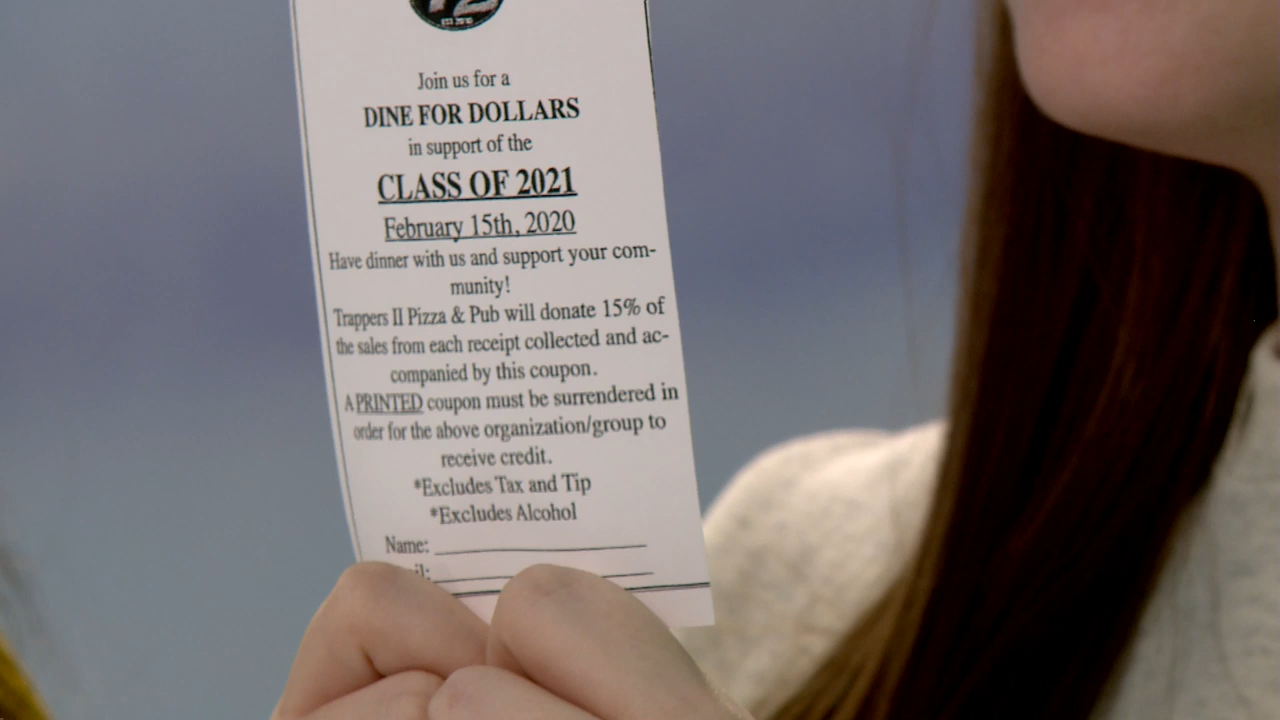 EST 2010
Join us for a
DINE FOR DOLLARS
in support of the
CLASS OF 2021
February 15th, 2020
Have dinner with us and support your com-
munity!
Trappers II Pizza & Pub will donate 15% of
the sales from each receipt collected and ac-
companied by this coupon.
A PRINTED coupon must be surrendered in
order for the above organization/group to
receive credit.
*Excludes Tax and Tip
*Excludes Alcohol
Name: